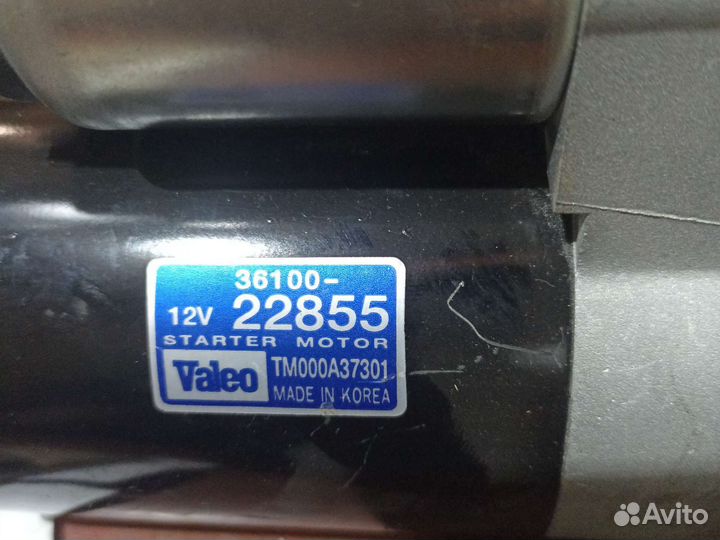 36100-
12V 22855
STARTER MOTOR
Valeo TM000A37301
MADE IN KOREA
Avito